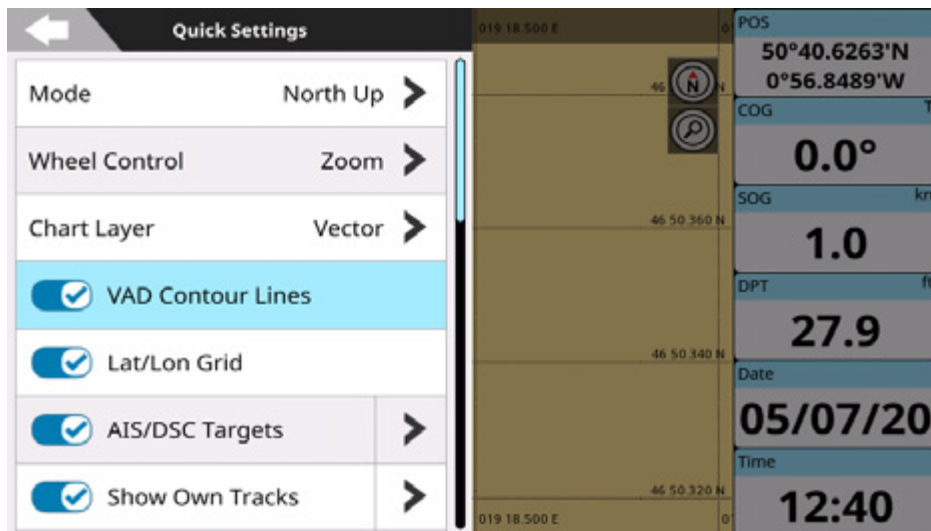 Quick Settings
Mode North Up
Wheel Control Zoom
Chart Layer Vector
VAD Contour Lines
Lat/Lon Grid
AIS/DSC Targets
Show Own Tracks
019 18.500 E
N
46 50.360 N
46 50.340 N
46 50.320 N
019 18.500 E
POS
50°40.6263'N
0°56.8489'W
COG
0.0°
SOG
1.0
DPT
27.9
Date
05/07/20
Time
12:40